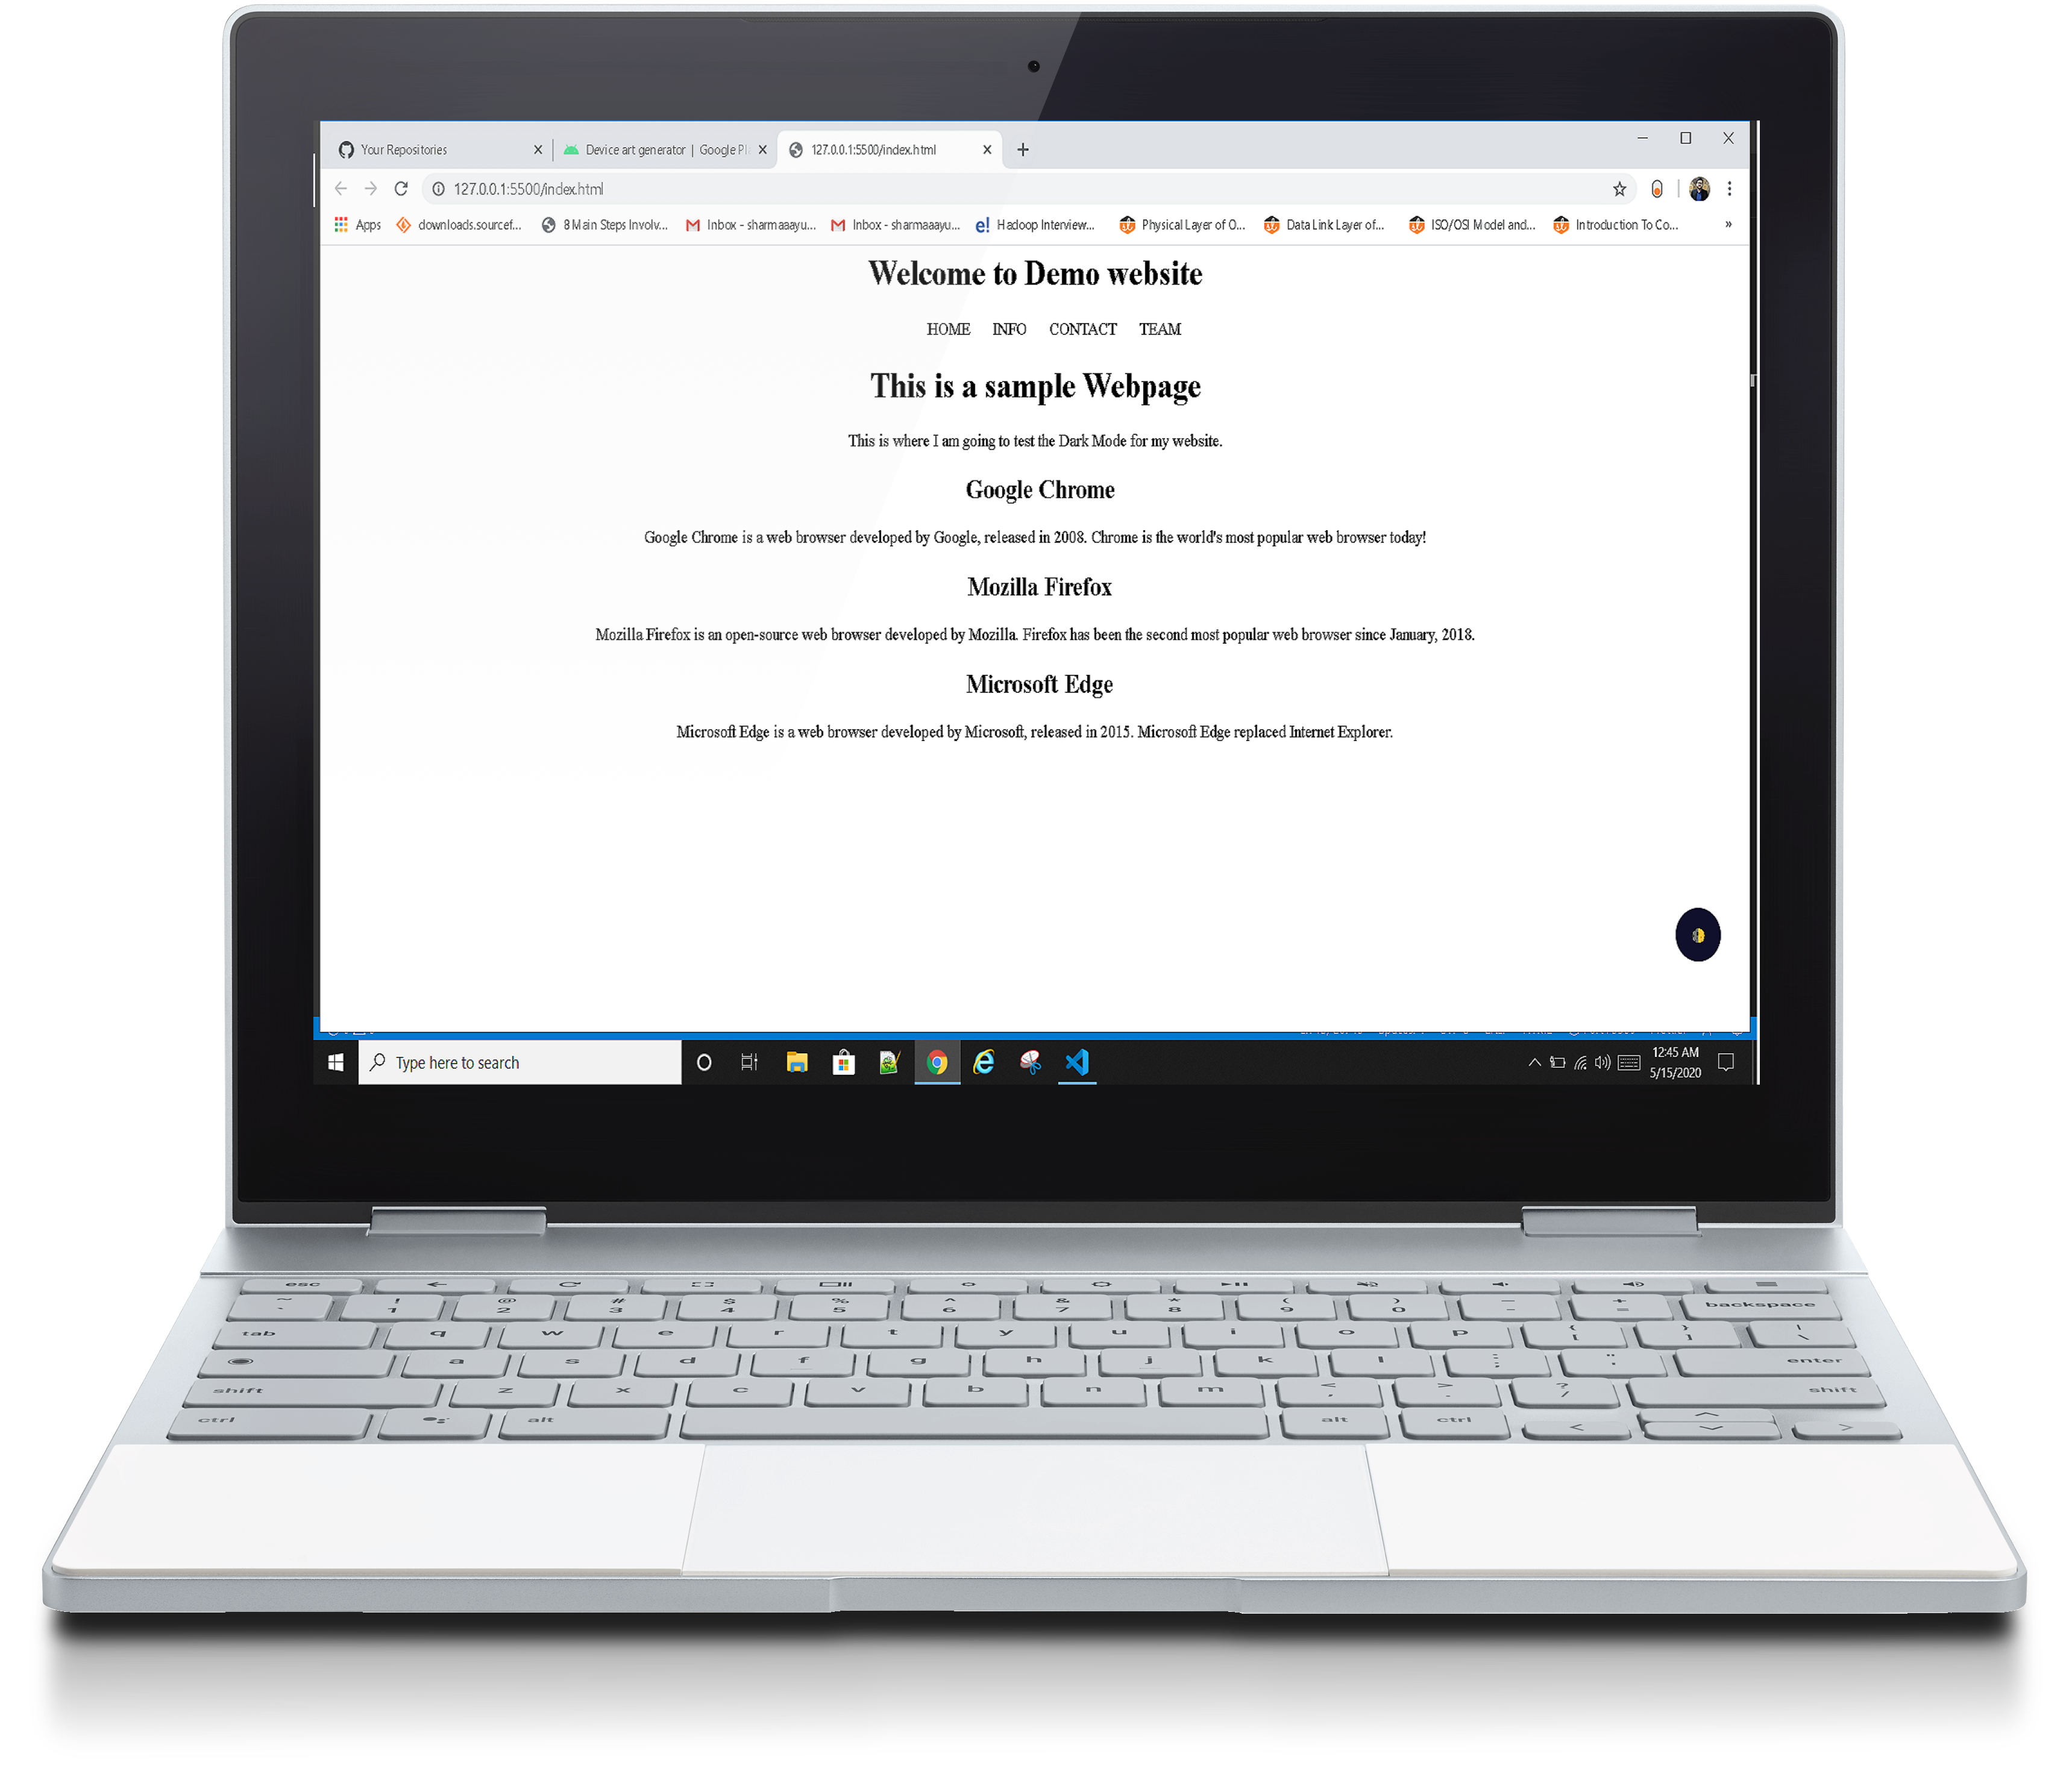 Your Repositories
Device art generator | Google Pl
127.0.0.1:5500/index.html
127.0.0.1:5500/index.html
Apps
downloads.sourcef...
8 Main Steps Involv...
Inbox - sharmaaayu...
Inbox - sharmaaayu...
e! Hadoop Interview...
Physical Layer of O...
Data Link Layer of...
ISO/OSI Model and...
Introduction To Co...
»
Welcome to Demo website
HOME INFO CONTACT TEAM
This is a sample Webpage
This is where I am going to test the Dark Mode for my website.
Google Chrome
Google Chrome is a web browser developed by Google, released in 2008. Chrome is the world's most popular web browser today!
Mozilla Firefox
Mozilla Firefox is an open-source web browser developed by Mozilla. Firefox has been the second most popular web browser since January, 2018.
Microsoft Edge
Microsoft Edge is a web browser developed by Microsoft, released in 2015. Microsoft Edge replaced Internet Explorer.
Type here to search
12:45 AM
5/15/2020
esc
~ ! @ # $ % ^ & * ( ) - +
` 1 2 3 4 5 6 7 8 9 0 - = backspace
tab q w e r t y u i o p { [ } ] | \
a s d f g h j k l : ; " ' enter
shift z x c v b n m < , > . ? / shift
ctrl alt alt ctrl < >